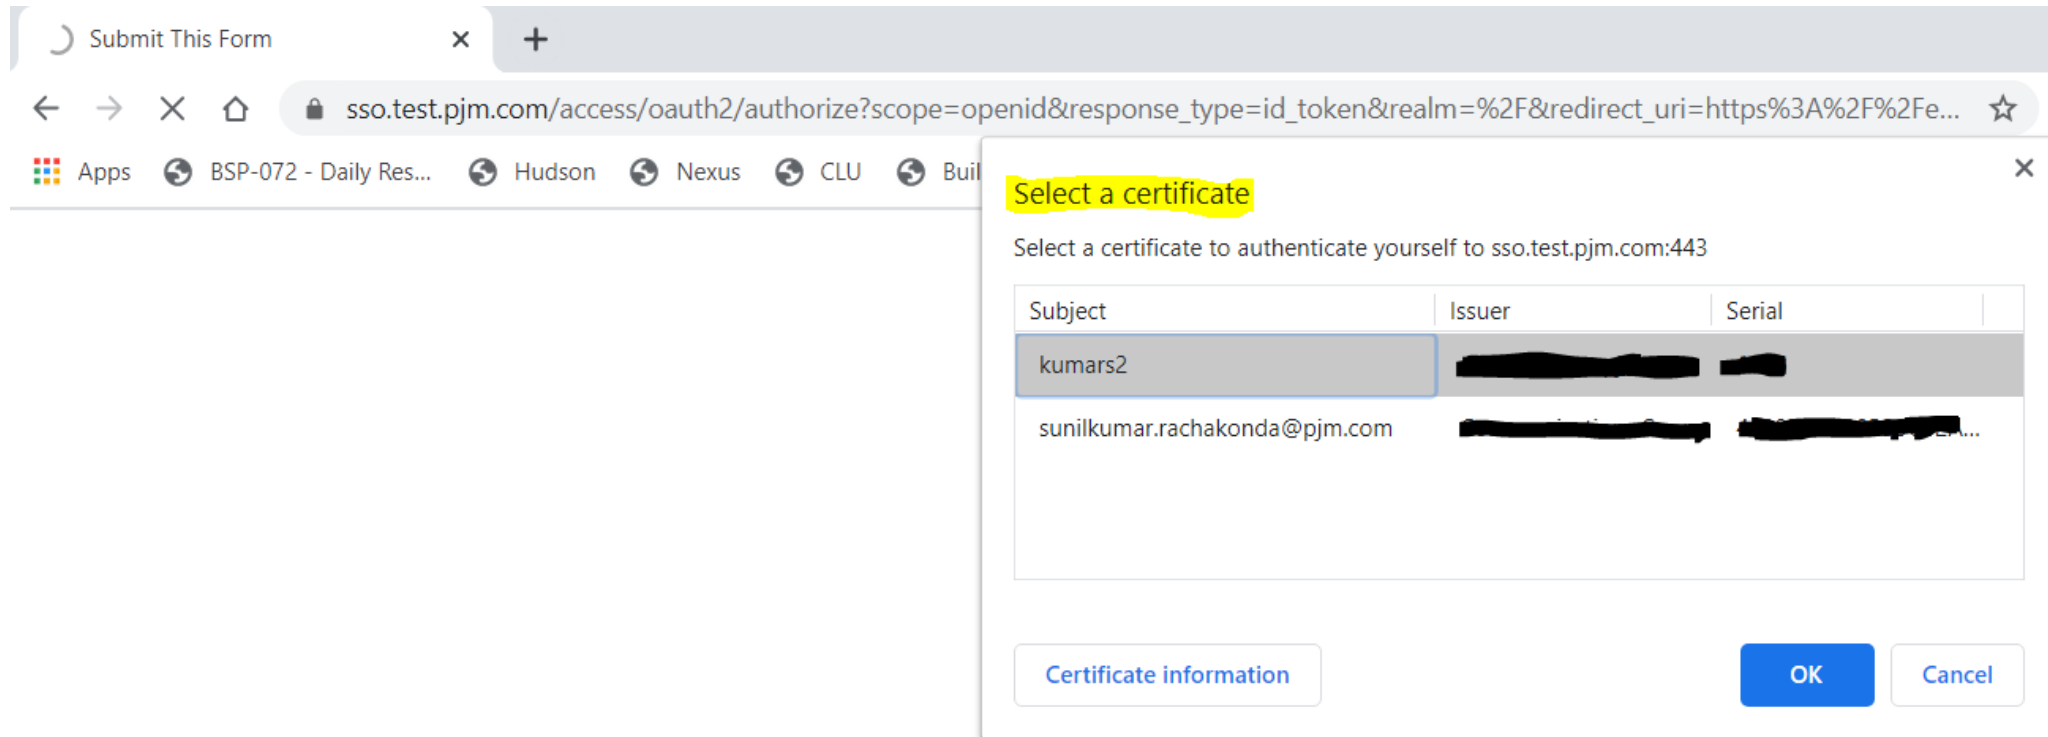 Submit This Form
sso.test.pjm.com/access/oauth2/authorize?scope=openid&response_type=id_token&realm=%2F&redirect_uri=https%3A%2F%2Fe...
Apps BSP-072 - Daily Res... Hudson Nexus CLU Buil
Select a certificate
Select a certificate to authenticate yourself to sso.test.pjm.com:443
Subject Issuer Serial
kumars2
sunilkumar.rachakonda@pjm.com
Certificate information OK Cancel